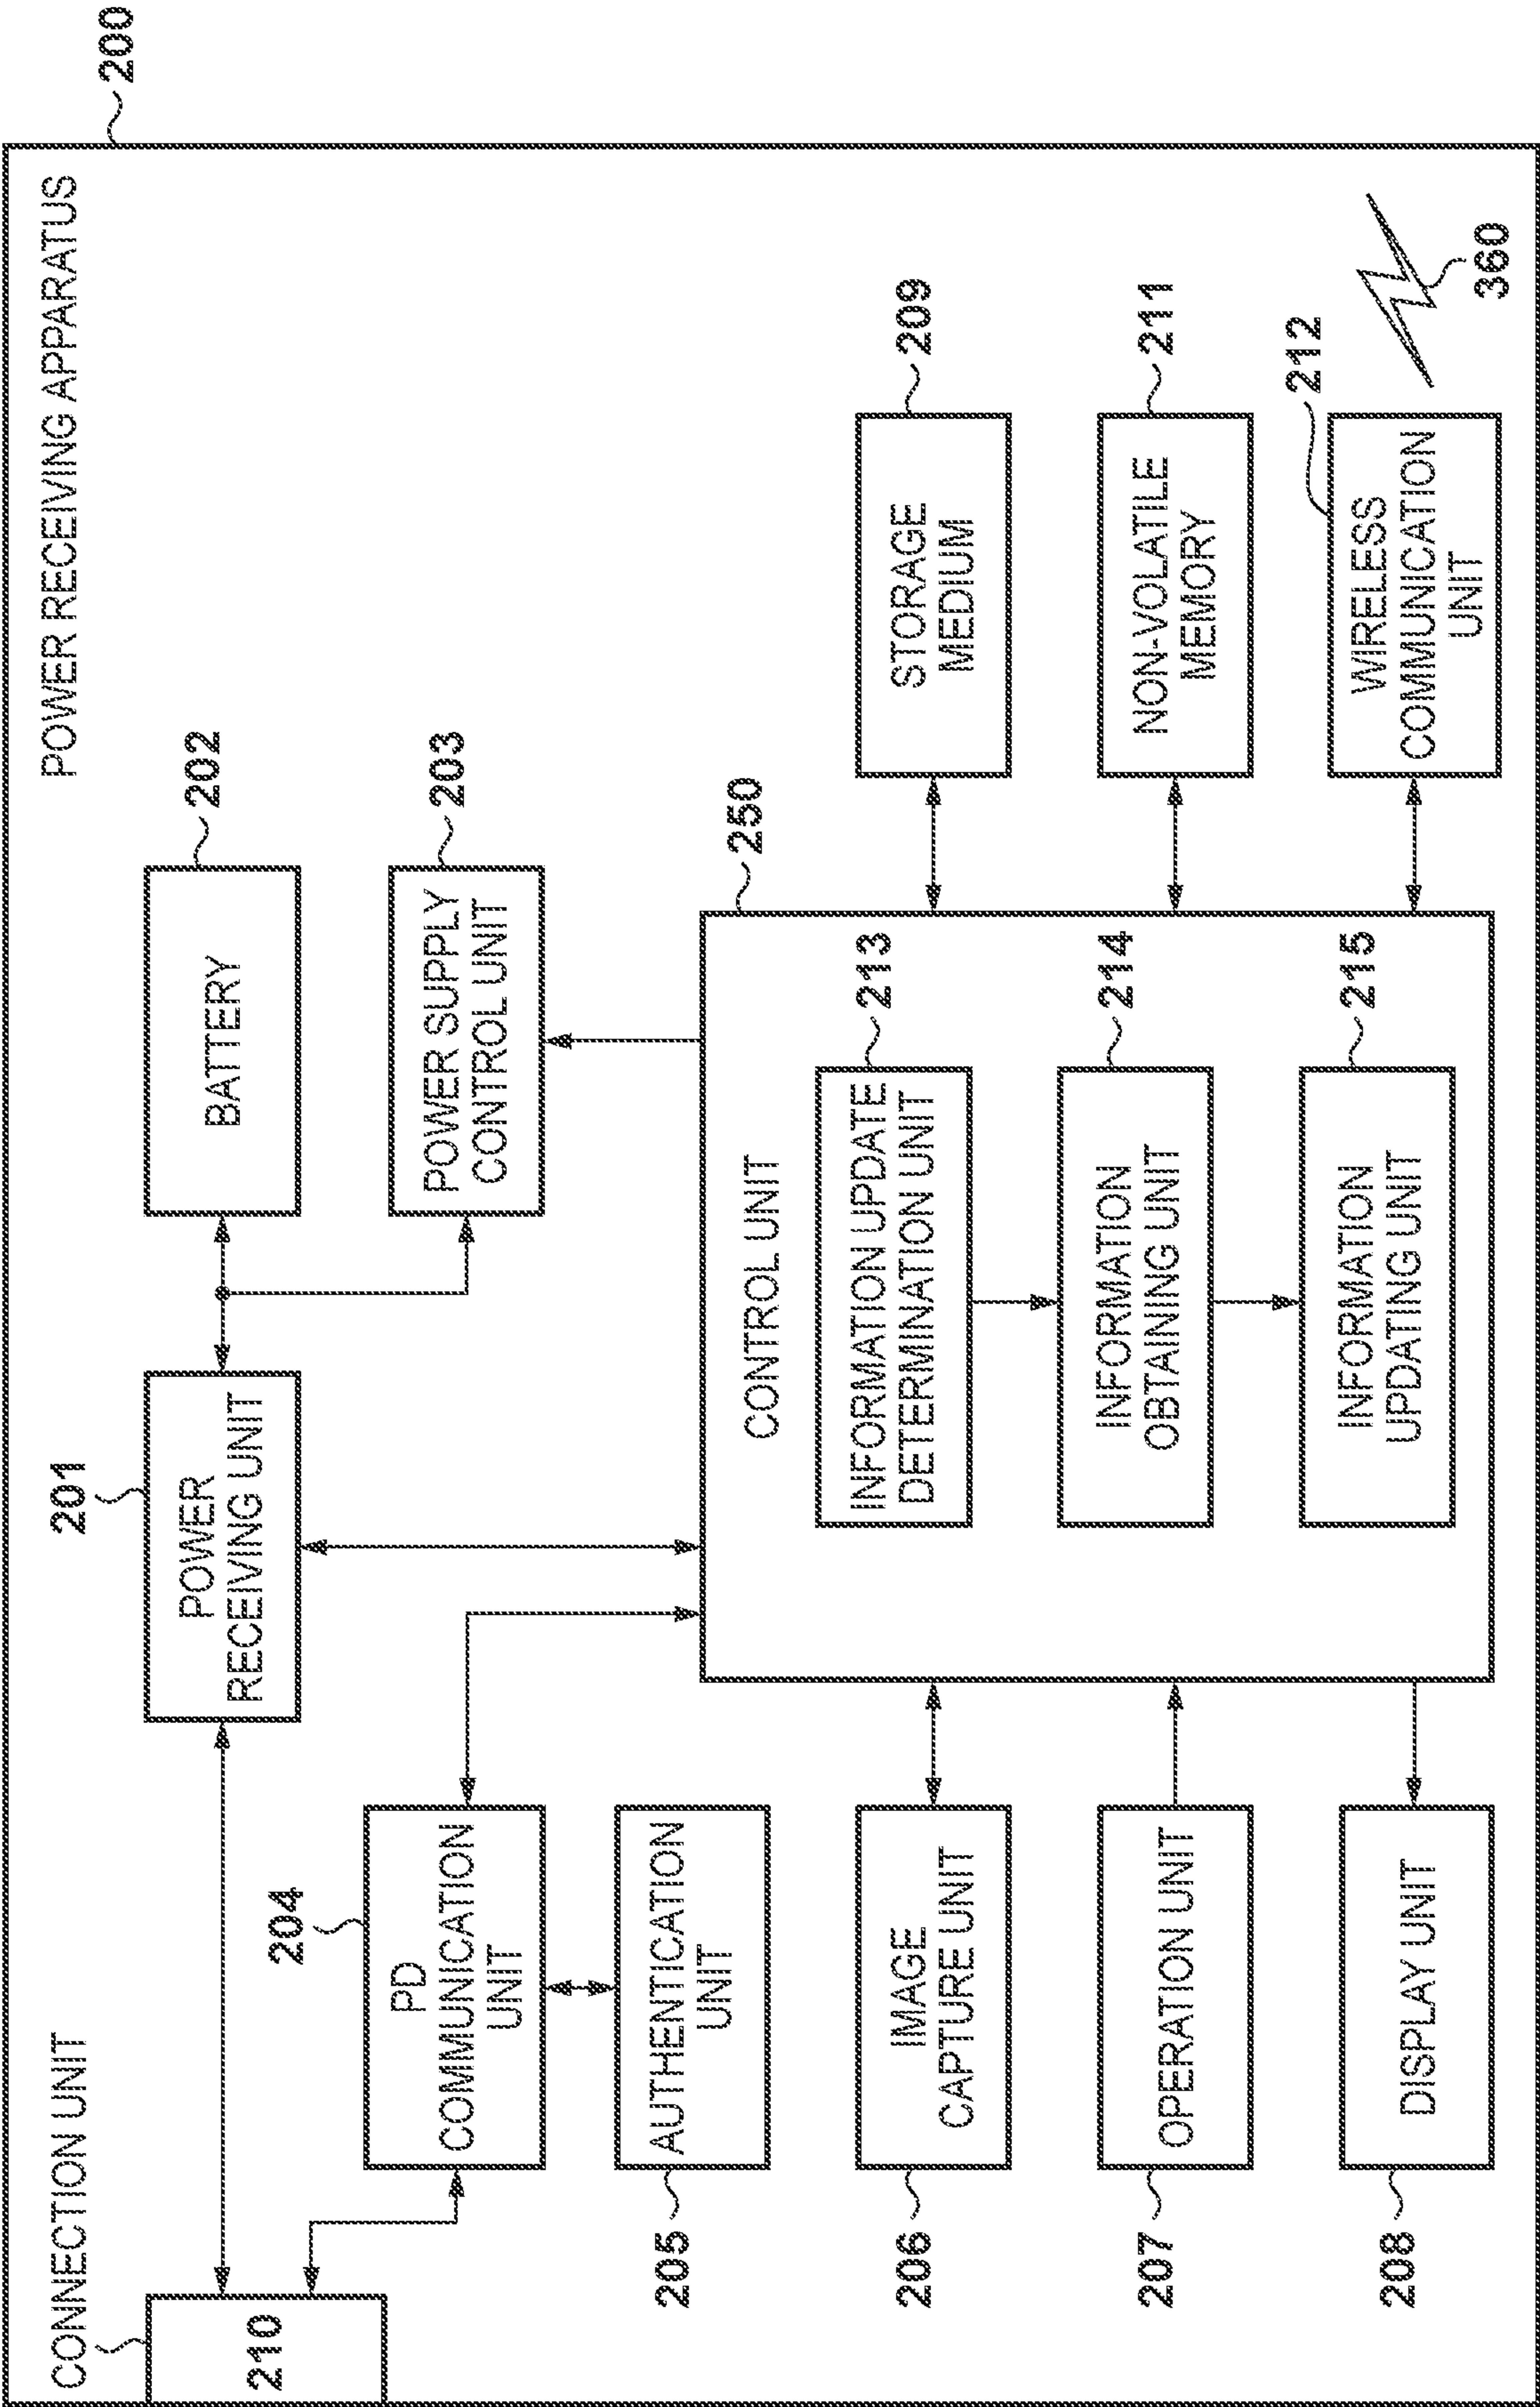 200
POWER RECEIVING APPARATUS
CONNECTION UNIT
210
201
POWER
RECEIVING UNIT
202
BATTERY
203
POWER SUPPLY
CONTROL UNIT
204
PD
COMMUNICATION
UNIT
AUTHENTICATION
UNIT
205
250
CONTROL UNIT
213
INFORMATION UPDATE
DETERMINATION UNIT
214
INFORMATION
OBTAINING UNIT
215
INFORMATION
UPDATING UNIT
IMAGE
CAPTURE UNIT
206
OPERATION UNIT
207
DISPLAY UNIT
208
209
STORAGE
MEDIUM
211
NON-VOLATILE
MEMORY
212
WIRELESS
COMMUNICATION
UNIT
360